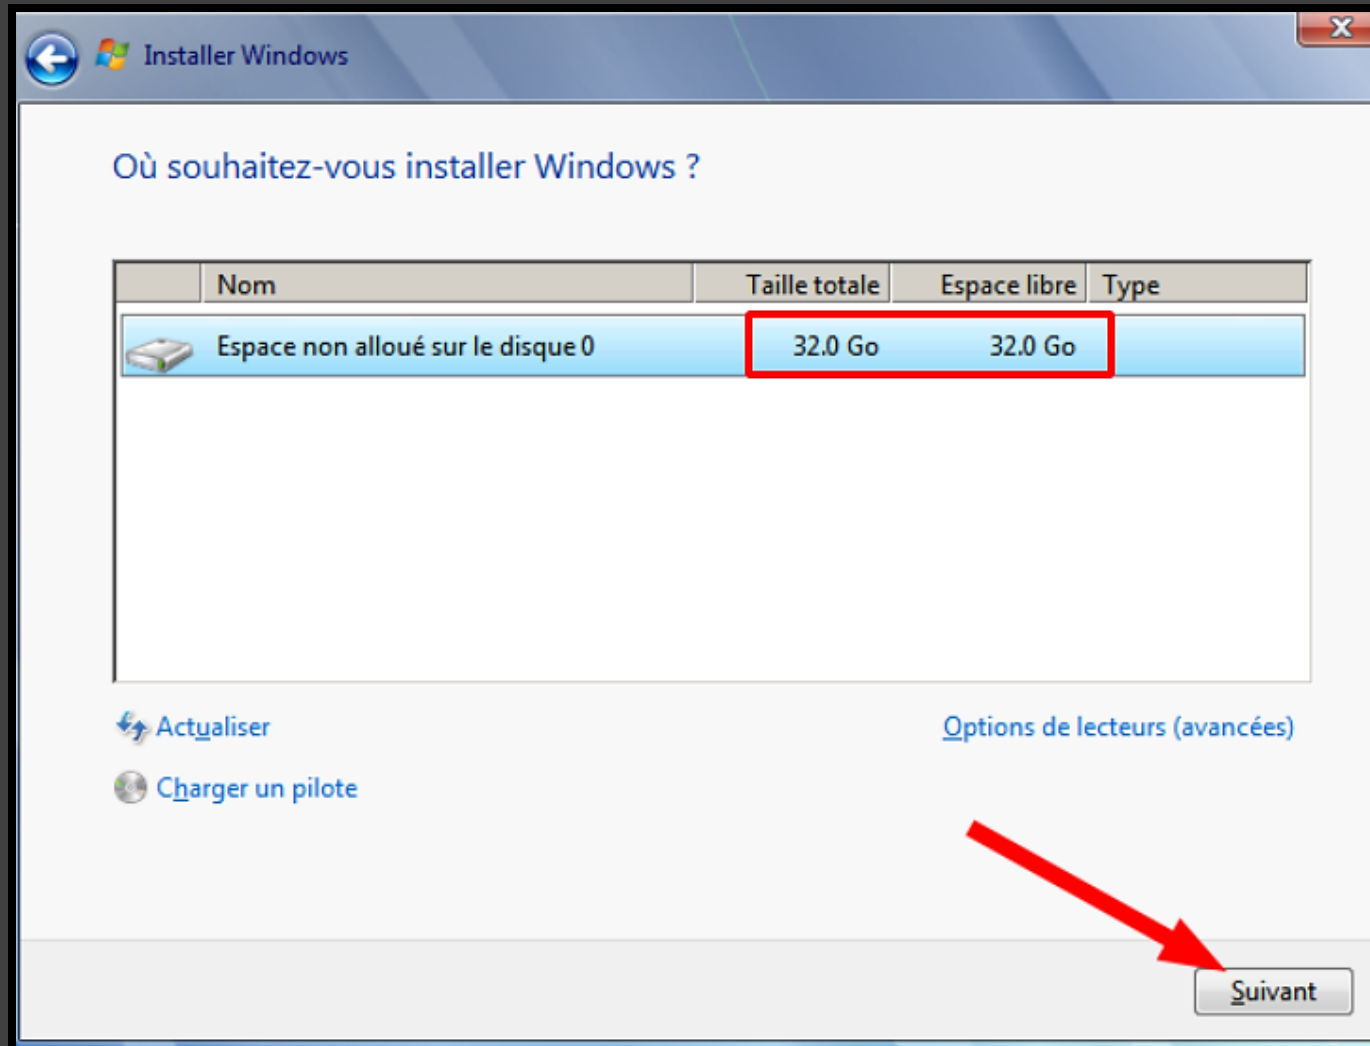 Installer Windows
Où souhaitez-vous installer Windows ?
Nom Taille totale Espace libre Type
Espace non alloué sur le disque 0 32.0 Go 32.0 Go
Actualiser Options de lecteurs (avancées)
Charger un pilote
Suivant